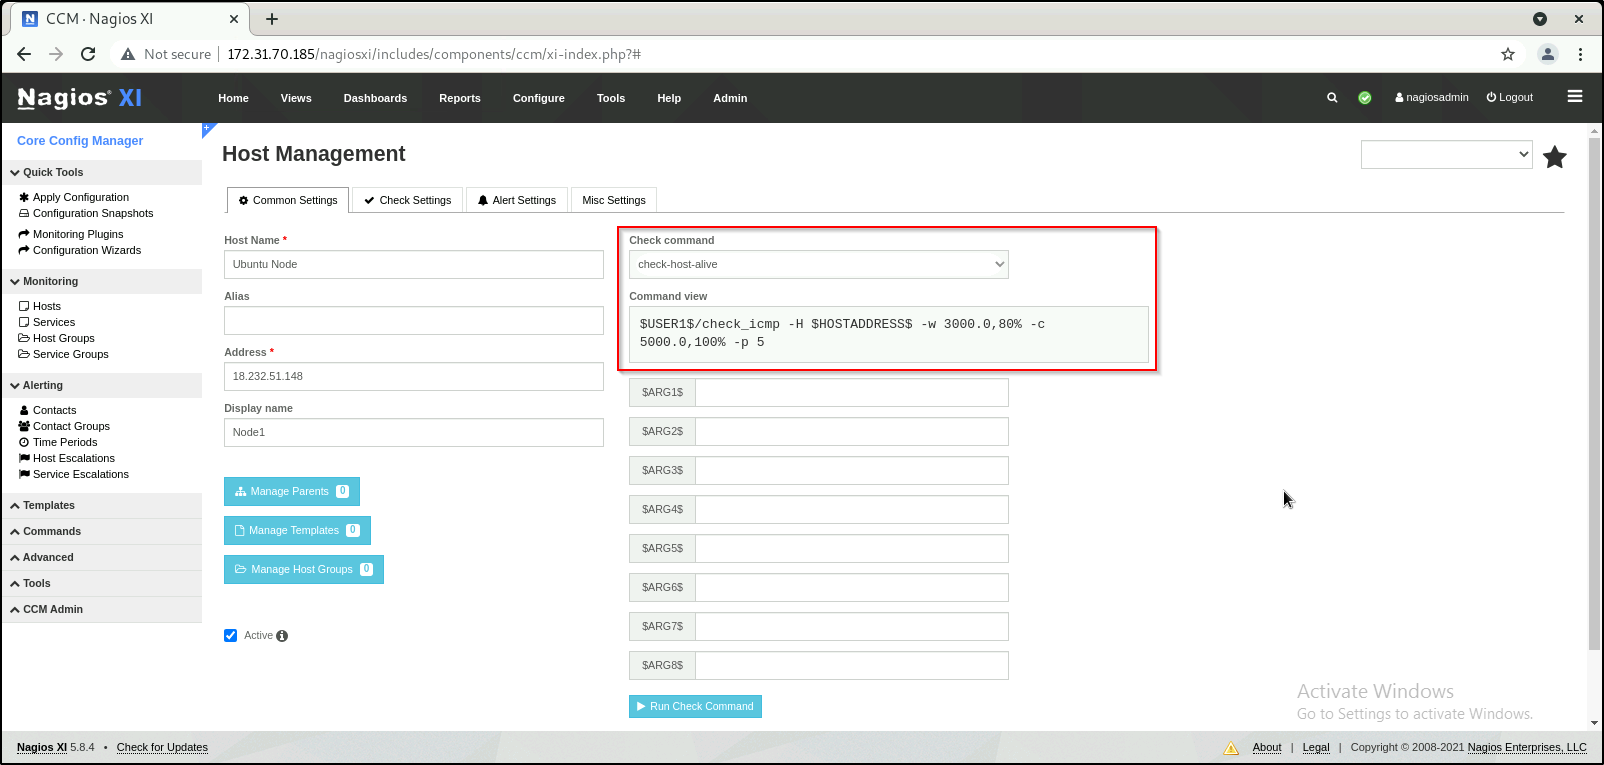 CCM · Nagios XI
Not secure | 172.31.70.185/nagiosxi/includes/components/ccm/xi-index.php?#
Nagios® XI
Home
Views
Dashboards
Reports
Configure
Tools
Help
Admin
nagiosadmin
Logout
Core Config Manager
Quick Tools
Apply Configuration
Configuration Snapshots
Monitoring Plugins
Configuration Wizards
Monitoring
Hosts
Services
Host Groups
Service Groups
Alerting
Contacts
Contact Groups
Time Periods
Host Escalations
Service Escalations
Templates
Commands
Advanced
Tools
CCM Admin
Host Management
Common Settings
Check Settings
Alert Settings
Misc Settings
Host Name *
Ubuntu Node
Alias
Address *
18.232.51.148
Display name
Node1
Manage Parents 0
Manage Templates 0
Manage Host Groups 0
Active
Check command
check-host-alive
Command view
$USER1$/check_icmp -H $HOSTADDRESS$ -w 3000.0,80% -c
5000.0,100% -p 5
$ARG1$
$ARG2$
$ARG3$
$ARG4$
$ARG5$
$ARG6$
$ARG7$
$ARG8$
Run Check Command
Activate Windows
Go to Settings to activate Windows.
Nagios XI 5.8.4 • Check for Updates
About | Legal | Copyright © 2008-2021 Nagios Enterprises, LLC